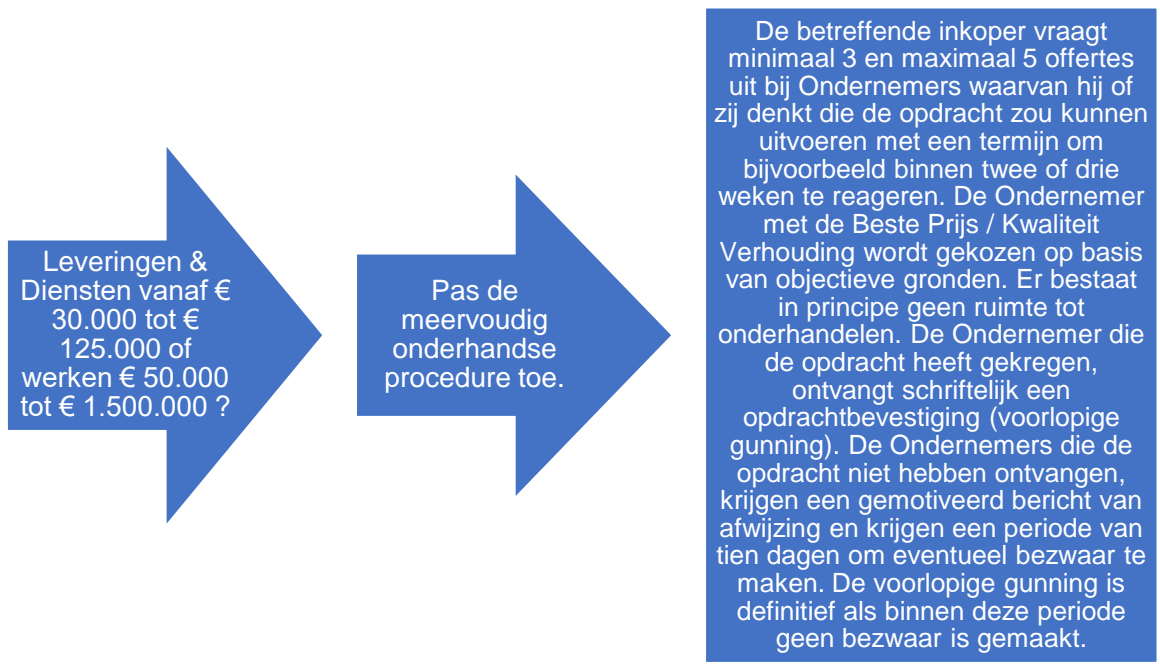 Leveringen &
Diensten vanaf €
30.000 tot €
125.000 of
werken € 50.000
tot € 1.500.000 ?
Pas de
meervoudig
onderhandse
procedure toe.
De betreffende inkoper vraagt
minimaal 3 en maximaal 5 offertes
uit bij Ondernemers waarvan hij of
zij denkt die de opdracht zou kunnen
uitvoeren met een termijn om
bijvoorbeeld binnen twee of drie
weken te reageren. De Ondernemer
met de Beste Prijs / Kwaliteit
Verhouding wordt gekozen op basis
van objectieve gronden. Er bestaat
in principe geen ruimte tot
onderhandelen. De Ondernemer die
de opdracht heeft gekregen,
ontvangt schriftelijk een
opdrachtbevestiging (voorlopige
gunning). De Ondernemers die de
opdracht niet hebben ontvangen,
krijgen een gemotiveerd bericht van
afwijzing en krijgen een periode van
tien dagen om eventueel bezwaar te
maken. De voorlopige gunning is
definitief als binnen deze periode
geen bezwaar is gemaakt.